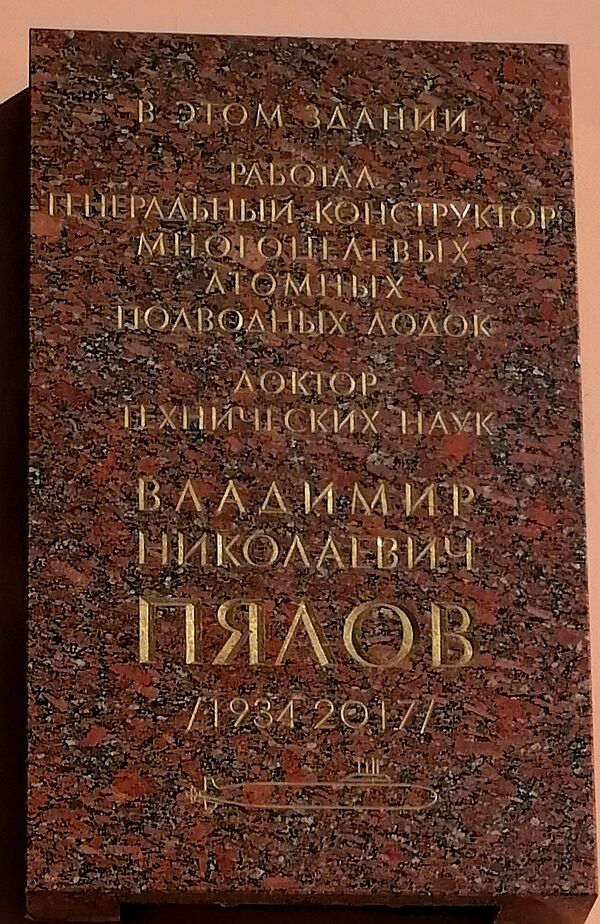 В ЭТОМ ЗДАНИИ
РАБОТАЛ
ГЕНЕРАЛЬНЫЙ КОНСТРУКТОР
МНОГОЦЕЛЕВЫХ
АТОМНЫХ
ПОДВОДНЫХ ЛОДОК
ДОКТОР
ТЕХНИЧЕСКИХ НАУК
ВЛАДИМИР
НИКОЛАЕВИЧ
ПЯЛОВ
/1934 2017/